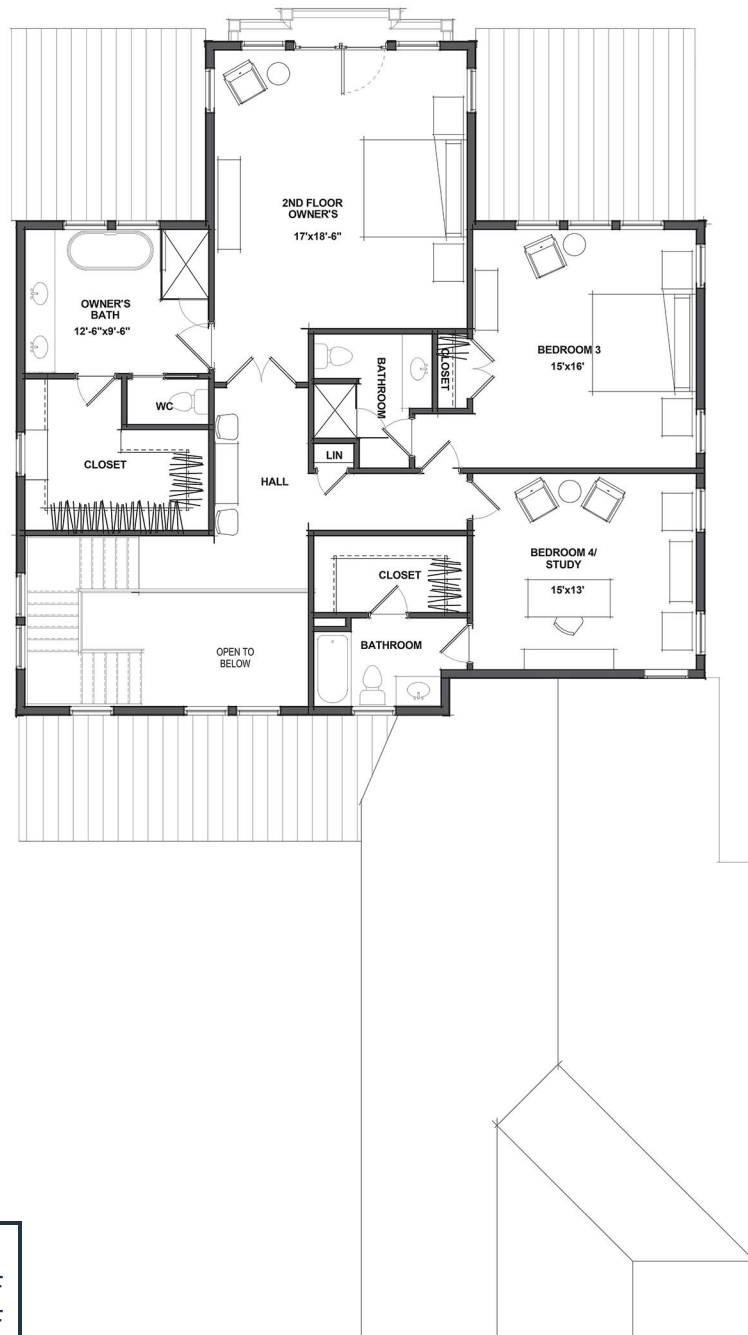 2ND FLOOR
OWNER'S
17'x18'-6"
OWNER'S
BATH
12'-6"x9'-6"
BEDROOM 3
15'x16'
CLOSET
BATHROOM
WC
CLOSET
LIN
HALL
BEDROOM 4/
STUDY
15'x13'
CLOSET
BATHROOM
OPEN TO
BELOW